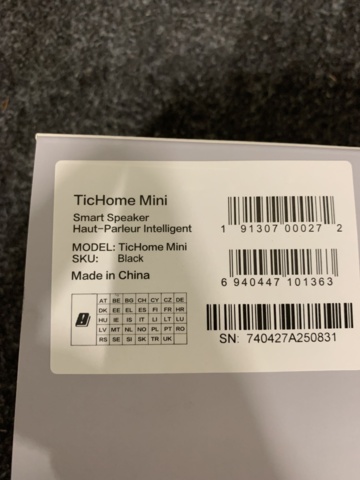 TicHome Mini
Smart Speaker
Haut-Parleur Intelligent
MODEL: TicHome Mini
SKU: Black
Made in China
1 91307 00027 2
6 940447 101363
SN: 740427A250831
AT BE BG CH CY CZ DE
DK EE EL ES FI FR HR
HU IE IS IT LI LT LU
LV MT NL NO PL PT RO
RS SE SI SK TR UK